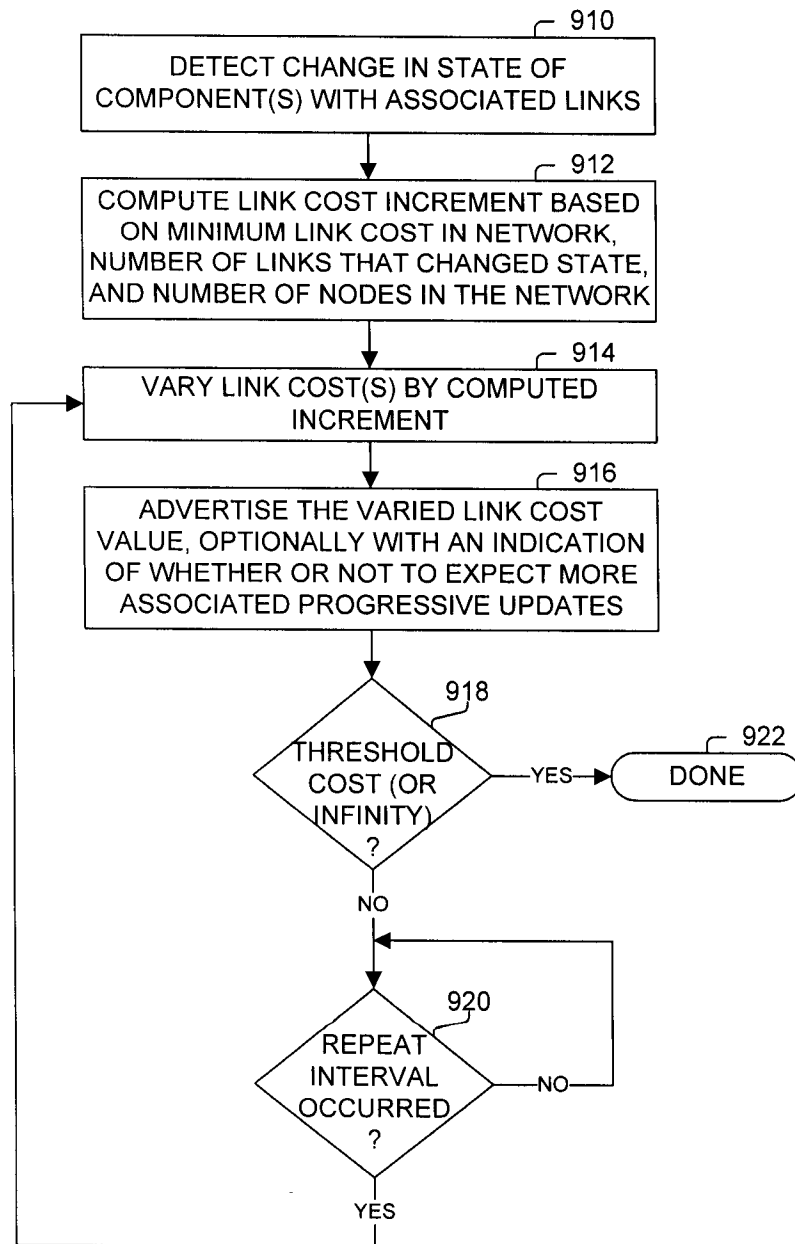 910
DETECT CHANGE IN STATE OF
COMPONENT(S) WITH ASSOCIATED LINKS
912
COMPUTE LINK COST INCREMENT BASED
ON MINIMUM LINK COST IN NETWORK,
NUMBER OF LINKS THAT CHANGED STATE,
AND NUMBER OF NODES IN THE NETWORK
914
VARY LINK COST(S) BY COMPUTED
INCREMENT
916
ADVERTISE THE VARIED LINK COST
VALUE, OPTIONALLY WITH AN INDICATION
OF WHETHER OR NOT TO EXPECT MORE
ASSOCIATED PROGRESSIVE UPDATES
918
THRESHOLD
COST (OR
INFINITY)
?
YES
922
DONE
NO
920
REPEAT
INTERVAL
OCCURRED
?
NO
YES